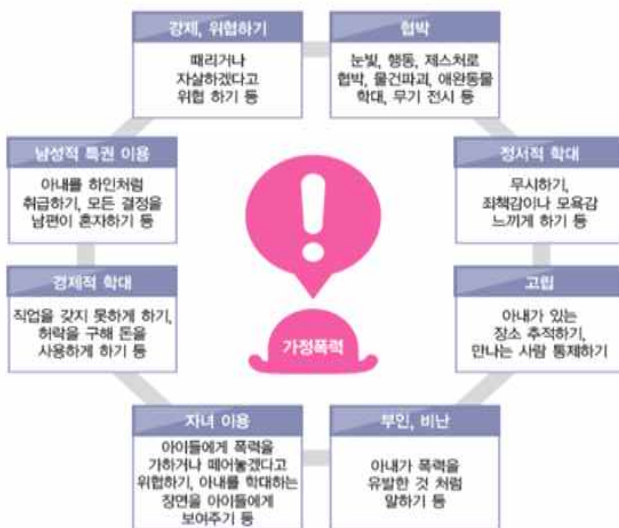 강제, 위협하기
때리거나
자살하겠다고
위협 하기 등
협박
눈빛, 행동, 제스처로
협박, 물건파괴, 애완동물
학대, 무기 전시 등
남성적 특권 이용
아내를 하인처럼
취급하기, 모든 결정을
남편이 혼자하기 등
정서적 학대
무시하기,
죄책감이나 모욕감
느끼게 하기 등
경제적 학대
직업을 갖지 못하게 하기,
허락을 구해 돈을
사용하게 하기 등
고립
아내가 있는
장소 추적하기,
만나는 사람 통제하기
가정폭력
자녀 이용
아이들에게 폭력을
가하거나 떼어놓겠다고
위협하기, 아내를 학대하는
장면을 아이들에게
보여주기 등
부인, 비난
아내가 폭력을
유발한 것 처럼
말하기 등